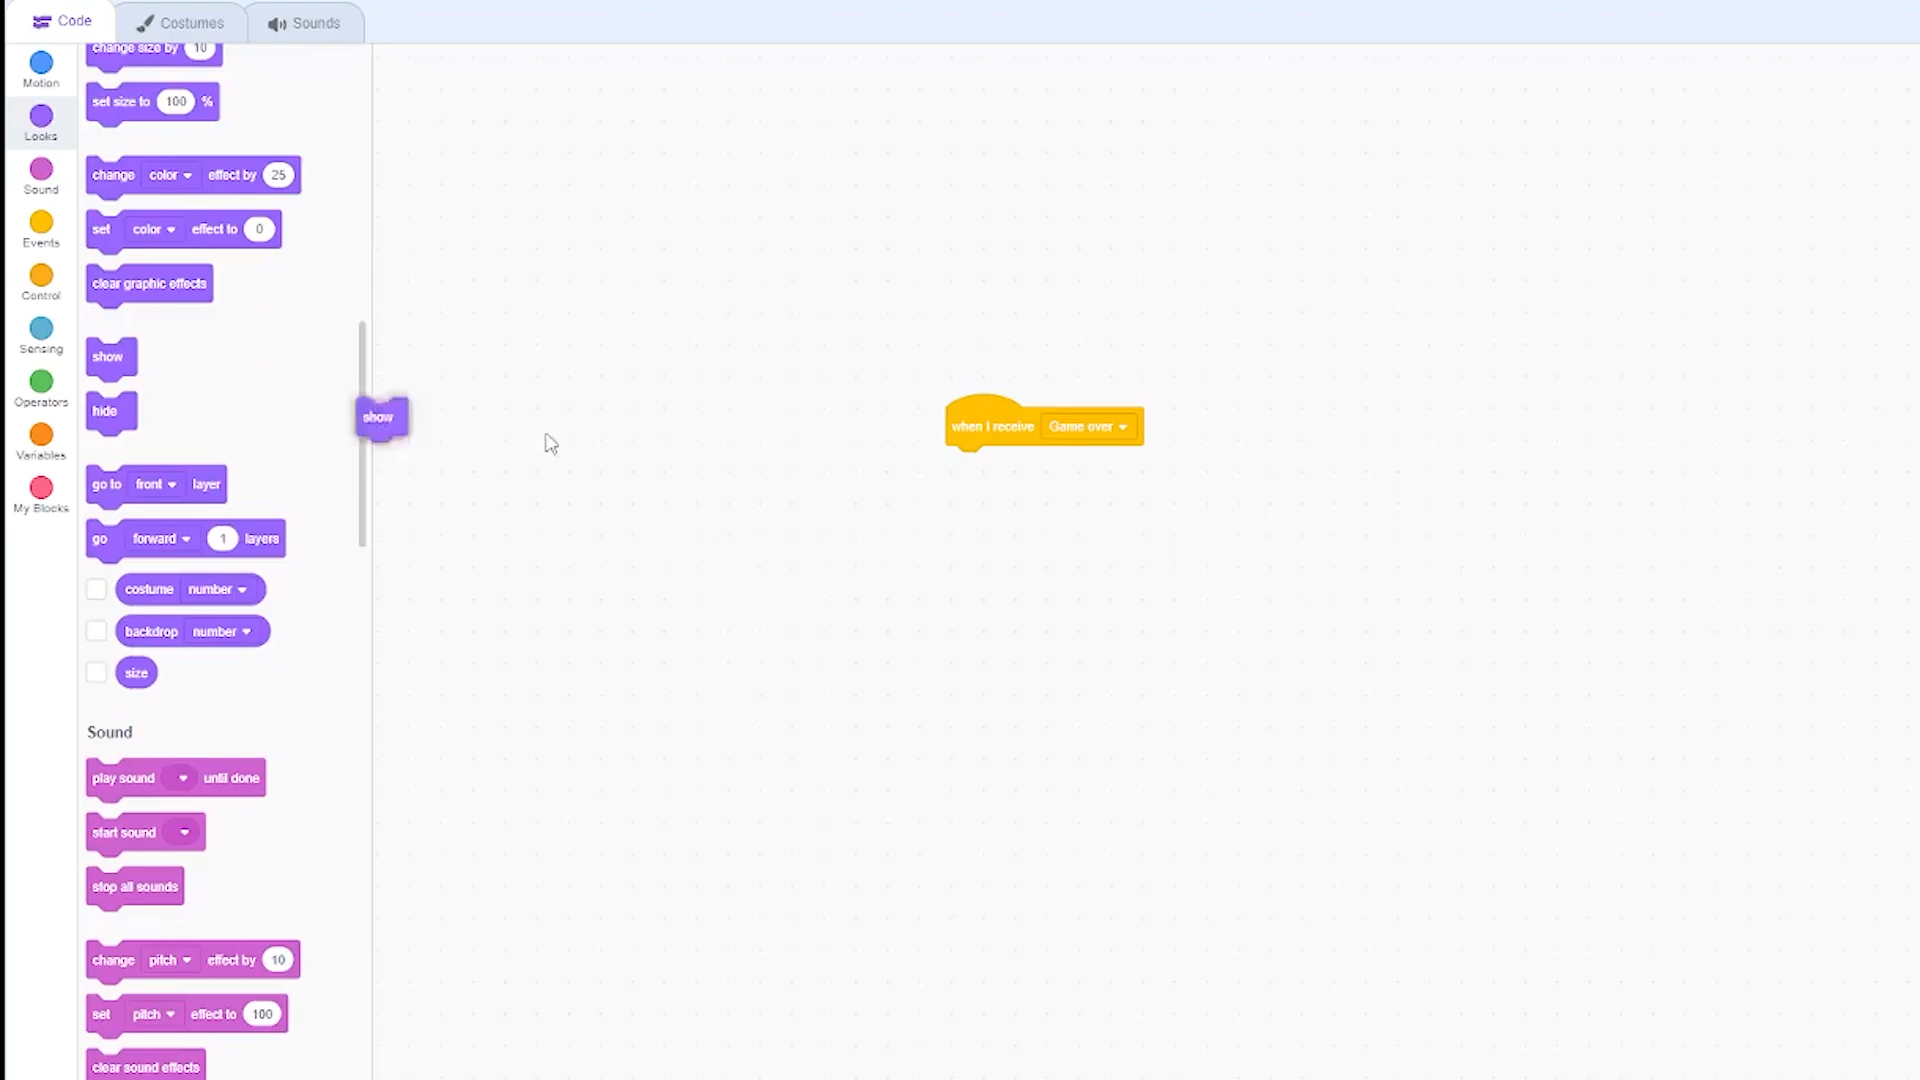 Code
Costumes
Sounds
Motion
Looks
Sound
Events
Control
Sensing
Operators
Variables
My Blocks
change size by 10
set size to 100 %
change color effect by 25
set color effect to 0
clear graphic effects
show
hide
go to front layer
go forward 1 layers
costume number
backdrop number
size
Sound
play sound until done
start sound
stop all sounds
change pitch effect by 10
set pitch effect to 100
clear sound effects
show
when I receive Game over